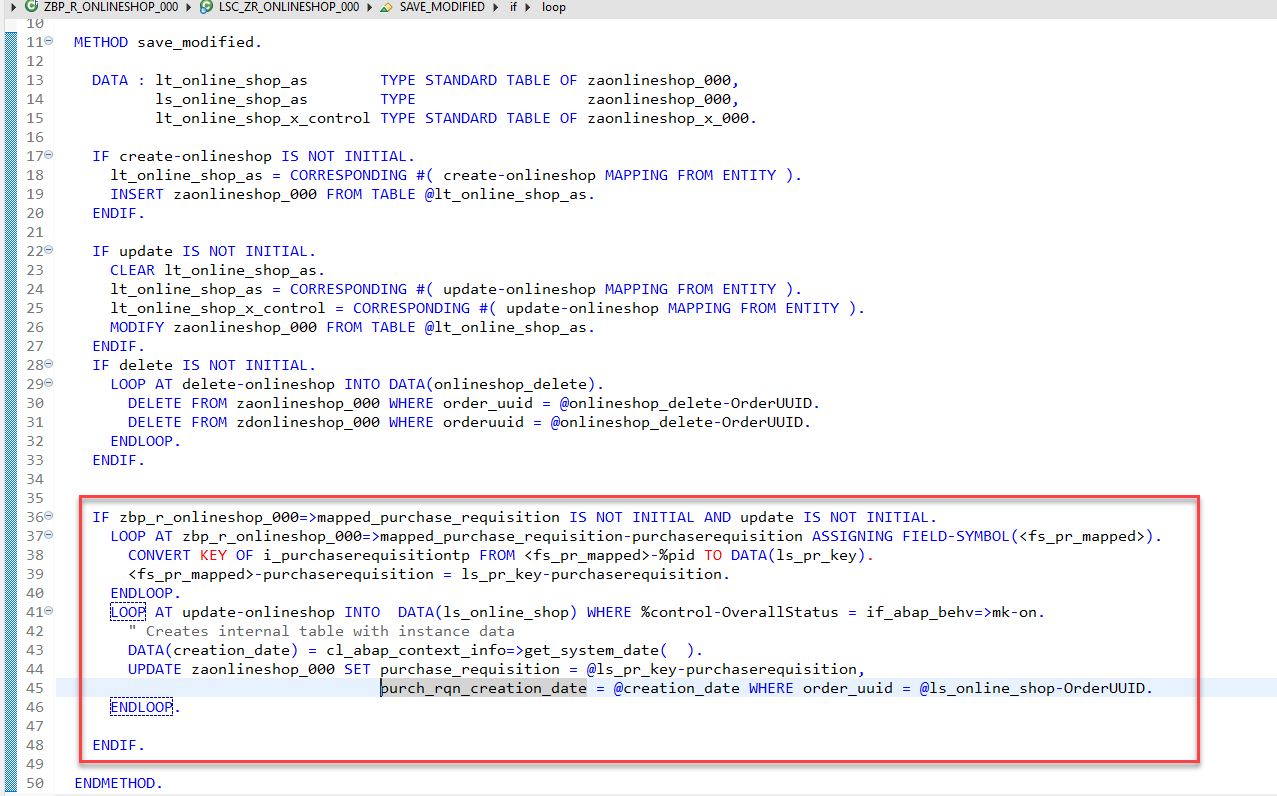 ZBP_R_ONLINESHOP_000 LSC_ZR_ONLINESHOP_000 SAVE_MODIFIED if loop
10
11 METHOD save_modified.
12
13 DATA : lt_online_shop_as TYPE STANDARD TABLE OF zaonlineshop_000,
14 ls_online_shop_as TYPE zaonlineshop_000,
15 lt_online_shop_x_control TYPE STANDARD TABLE OF zaonlineshop_x_000.
16
17 IF create-onlineshop IS NOT INITIAL.
18 lt_online_shop_as = CORRESPONDING #( create-onlineshop MAPPING FROM ENTITY ).
19 INSERT zaonlineshop_000 FROM TABLE @lt_online_shop_as.
20 ENDIF.
21
22 IF update IS NOT INITIAL.
23 CLEAR lt_online_shop_as.
24 lt_online_shop_as = CORRESPONDING #( update-onlineshop MAPPING FROM ENTITY ).
25 lt_online_shop_x_control = CORRESPONDING #( update-onlineshop MAPPING FROM ENTITY ).
26 MODIFY zaonlineshop_000 FROM TABLE @lt_online_shop_as.
27 ENDIF.
28 IF delete IS NOT INITIAL.
29 LOOP AT delete-onlineshop INTO DATA(onlineshop_delete).
30 DELETE FROM zaonlineshop_000 WHERE order_uuid = @onlineshop_delete-OrderUUID.
31 DELETE FROM zdonlineshop_000 WHERE orderuuid = @onlineshop_delete-OrderUUID.
32 ENDLOOP.
33 ENDIF.
34
35
36 IF zbp_r_onlineshop_000=>mapped_purchase_requisition IS NOT INITIAL AND update IS NOT INITIAL.
37 LOOP AT zbp_r_onlineshop_000=>mapped_purchase_requisition-purchaserequisition ASSIGNING FIELD-SYMBOL(<fs_pr_mapped>).
38 CONVERT KEY OF i_purchaserequisitiontp FROM <fs_pr_mapped>-%pid TO DATA(ls_pr_key).
39 <fs_pr_mapped>-purchaserequisition = ls_pr_key-purchaserequisition.
40 ENDLOOP.
41 LOOP AT update-onlineshop INTO DATA(ls_online_shop) WHERE %control-OverallStatus = if_abap_behv=>mk-on.
42 " Creates internal table with instance data
43 DATA(creation_date) = cl_abap_context_info=>get_system_date( ).
44 UPDATE zaonlineshop_000 SET purchase_requisition = @ls_pr_key-purchaserequisition,
45 purch_rqn_creation_date = @creation_date WHERE order_uuid = @ls_online_shop-OrderUUID.
46 ENDLOOP.
47
48 ENDIF.
49
50 ENDMETHOD.